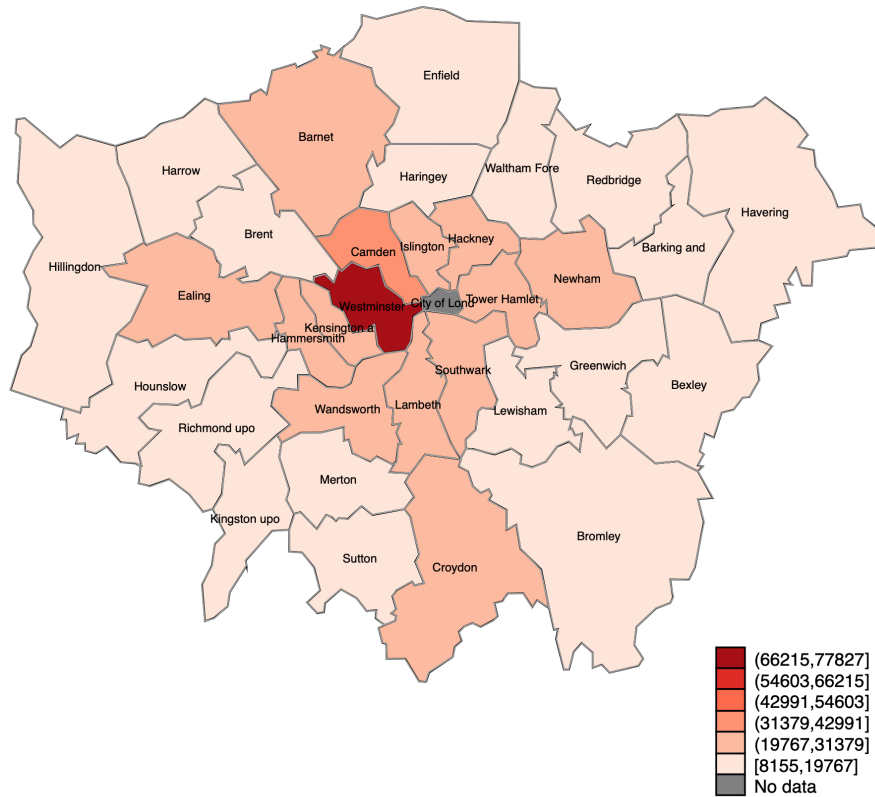 Enfield
Barnet
Waltham Fore
Harrow
Haringey
Redbridge
Havering
Brent
Islington
Hackney
Barking and
Camden
Hillingdon
Newham
Ealing
Westminster
City of Lond
Tower Hamlet
Kensington a
Hammersmith
Greenwich
Southwark
Hounslow
Bexley
Lambeth
Wandsworth
Lewisham
Richmond upo
Merton
Kingston upo
Bromley
Sutton
Croydon
(66215,77827]
(54603,66215]
(42991,54603]
(31379,42991]
(19767,31379]
[8155,19767]
No data